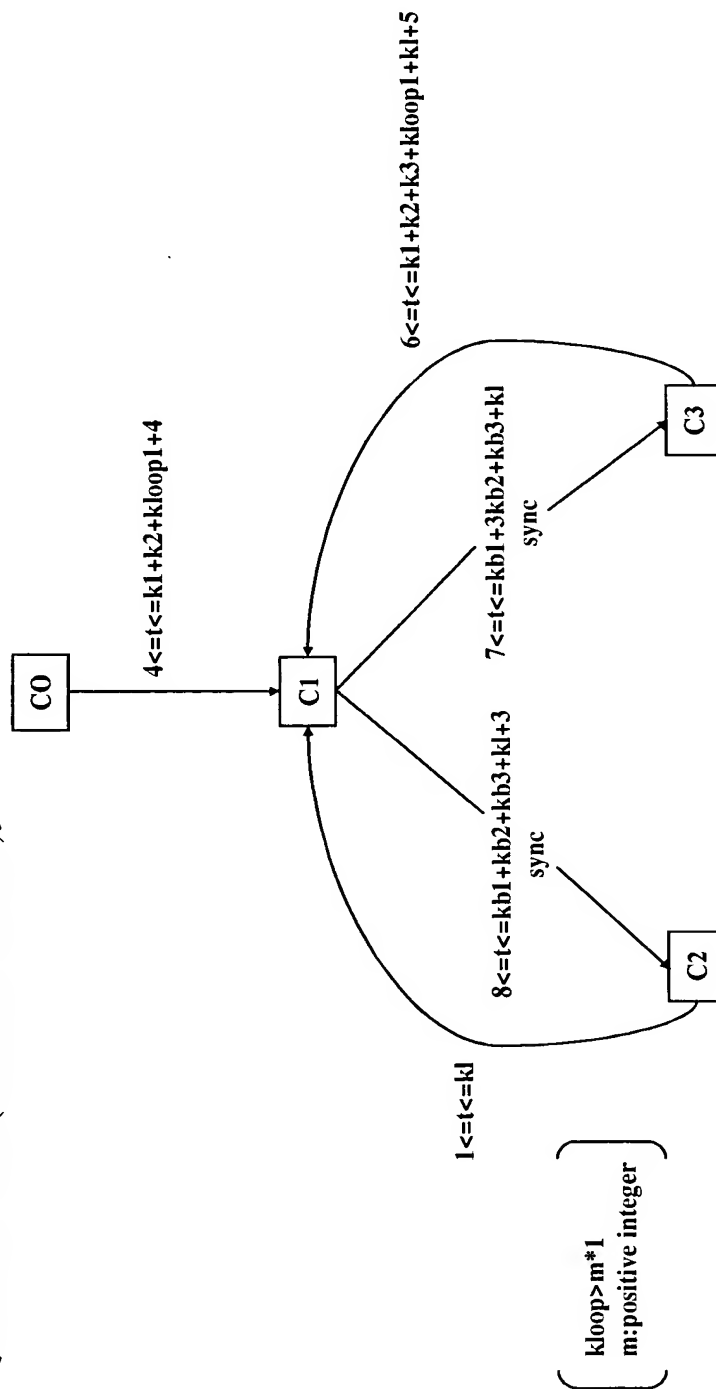 CO
4<=t<=k1+k2+kloop1+4
C1
1<=t<=kl
8<=t<=kb1+kb2+kb3+kl+3
sync
7<=t<=kb1+3kb2+kb3+kl
sync
6<=t<=k1+k2+k3+kloop1+kl+5
C2
C3
kloop>m*1
m:positive integer